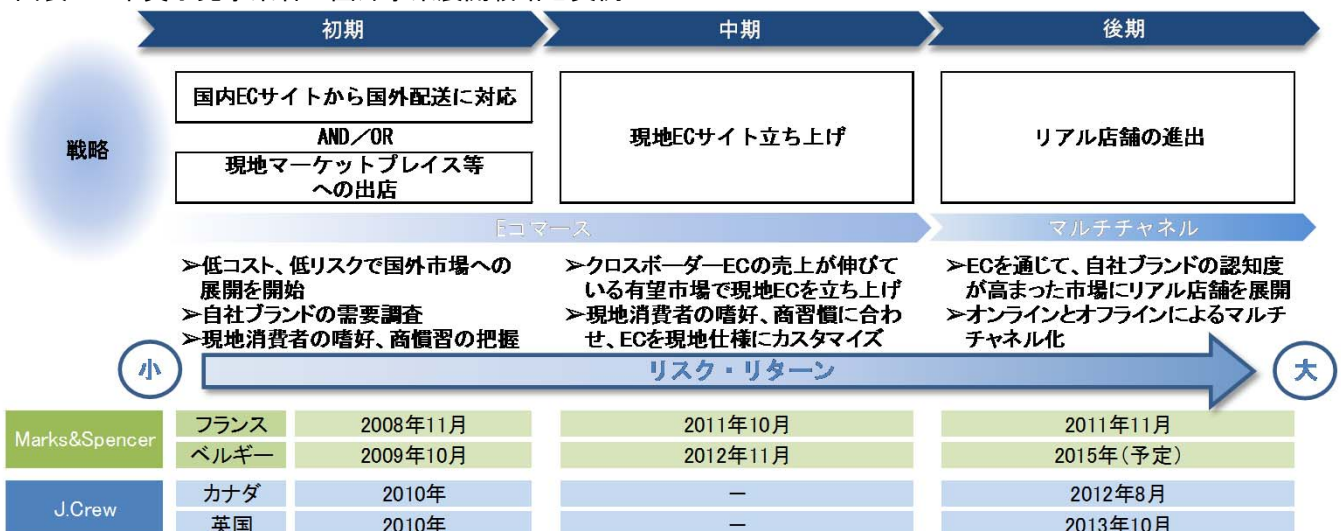 初期 中期 後期
戦略
国内ECサイトから国外配送に対応
AND/OR
現地マーケットプレイス等
への出店
現地ECサイト立ち上げ
リアル店舗の進出
Eコマース マルチチャネル
➢低コスト、低リスクで国外市場への
展開を開始
➢自社ブランドの需要調査
➢現地消費者の嗜好、商慣習の把握
➢クロスボーダーECの売上が伸びて
いる有望市場で現地ECを立ち上げ
➢現地消費者の嗜好、商習慣に合わ
せ、ECを現地仕様にカスタマイズ
➢ECを通じて、自社ブランドの認知度
が高まった市場にリアル店舗を展開
➢オンラインとオフラインによるマルチ
チャネル化
小 リスク・リターン 大
Marks&Spencer
フランス 2008年11月 2011年10月 2011年11月
ベルギー 2009年10月 2012年11月 2015年(予定)
J.Crew
カナダ 2010年 － 2012年8月
英国 2010年 － 2013年10月